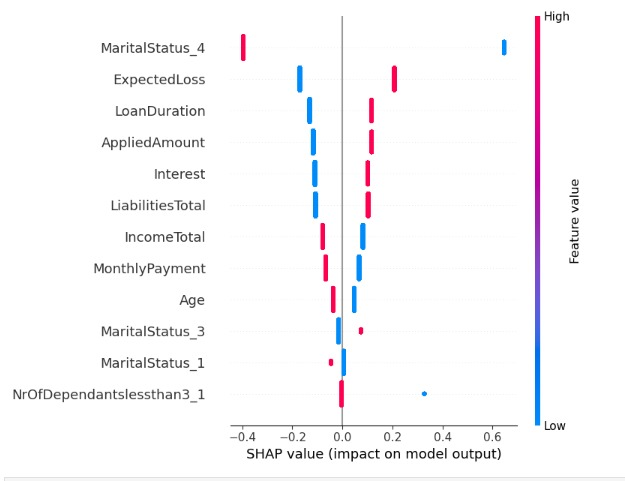 High
MaritalStatus_4
ExpectedLoss
LoanDuration
AppliedAmount
Interest
LiabilitiesTotal
IncomeTotal
MonthlyPayment
Age
MaritalStatus_3
MaritalStatus_1
NrOfDependantslessthan3_1
Feature value
Low
−0.4 −0.2 0.0 0.2 0.4 0.6
SHAP value (impact on model output)